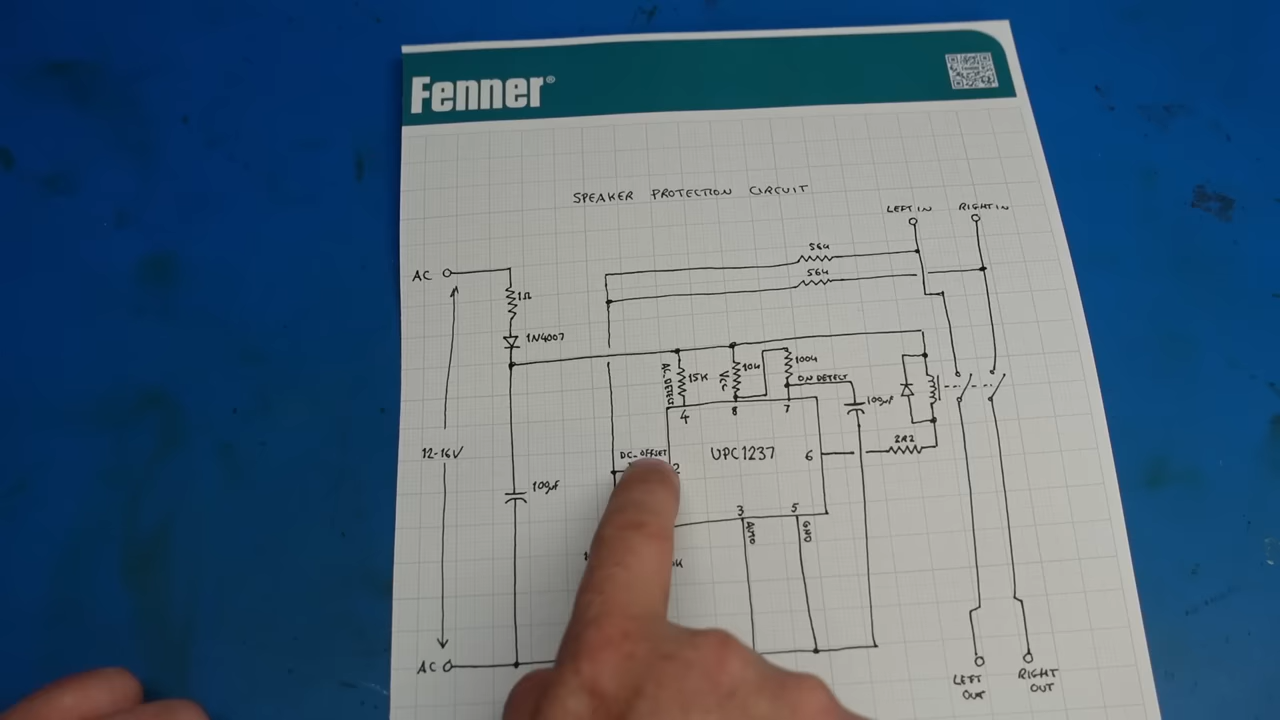 Fenner®
SPEAKER PROTECTION CIRCUIT
LEFT IN
RIGHT IN
56k
56k
AC
1Ω
1N4007
AC-OFFSET
15K
VCC
10k
100k
ON DETECT
4
8
7
100µF
12-16V
DC-OFFSET
2
UPC1237
6
2R2
100µF
3
5
AUTO
GND
AC
LEFT
OUT
RIGHT
OUT